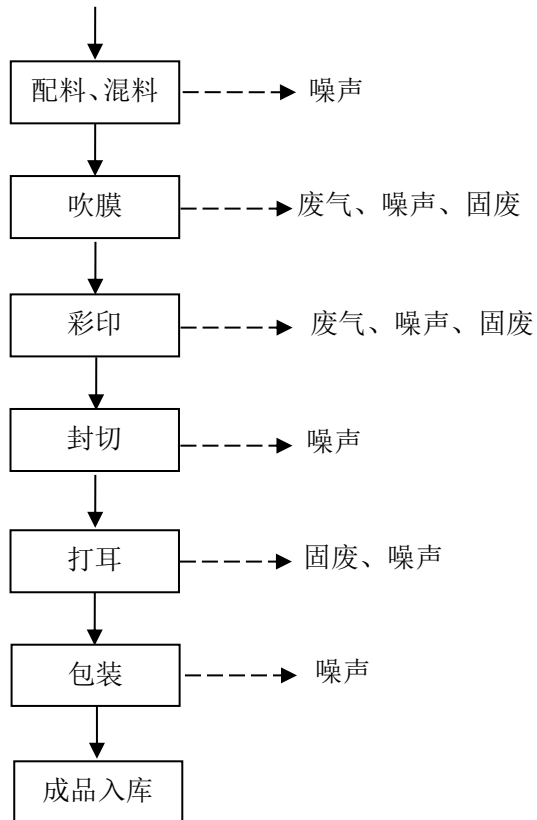 配料、混料
噪声
吹膜
废气、噪声、固废
彩印
废气、噪声、固废
封切
噪声
打耳
固废、噪声
包装
噪声
成品入库